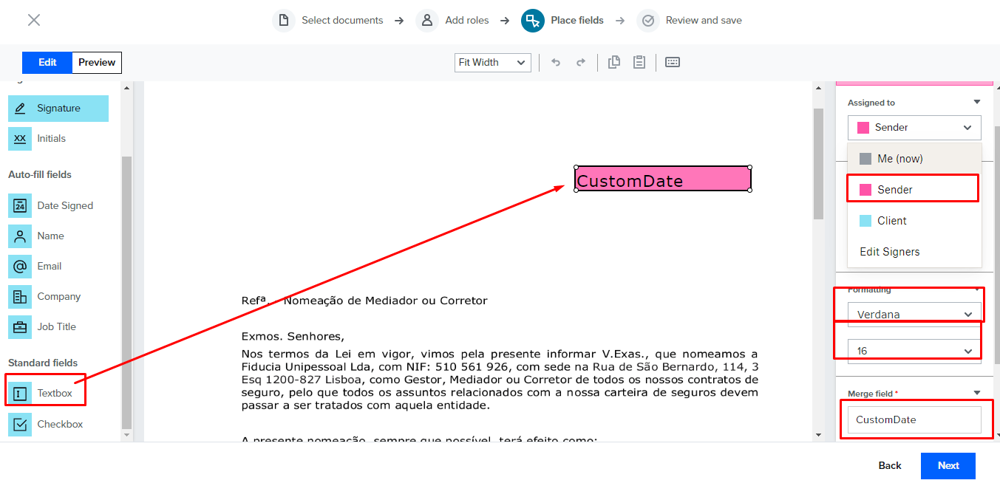 Select documents
Add roles
Place fields
Review and save
Edit
Preview
Fit Width
Signature
XX
Initials
Auto-fill fields
24
Date Signed
Name
@
Email
Company
Job Title
Standard fields
I
Textbox
Checkbox
CustomDate
Refª. Nomeação de Mediador ou Corretor
Exmos. Senhores,
Nos termos da Lei em vigor, vimos pela presente informar V.Exas., que nomeamos a
Fiducia Unipessoal Lda, com NIF: 510 561 926, com sede na Rua de São Bernardo, 114, 3
Esq 1200-827 Lisboa, como Gestor, Mediador ou Corretor de todos os nossos contratos de
seguro, pelo que todos os assuntos relacionados com a nossa carteira de seguros devem
passar a ser tratados com aquela entidade.
A presente nomeação, sempre que possível, terá efeito como:
Assigned to
Sender
Me (now)
Sender
Client
Edit Signers
Formatting
Verdana
16
Merge field *
CustomDate
Back
Next